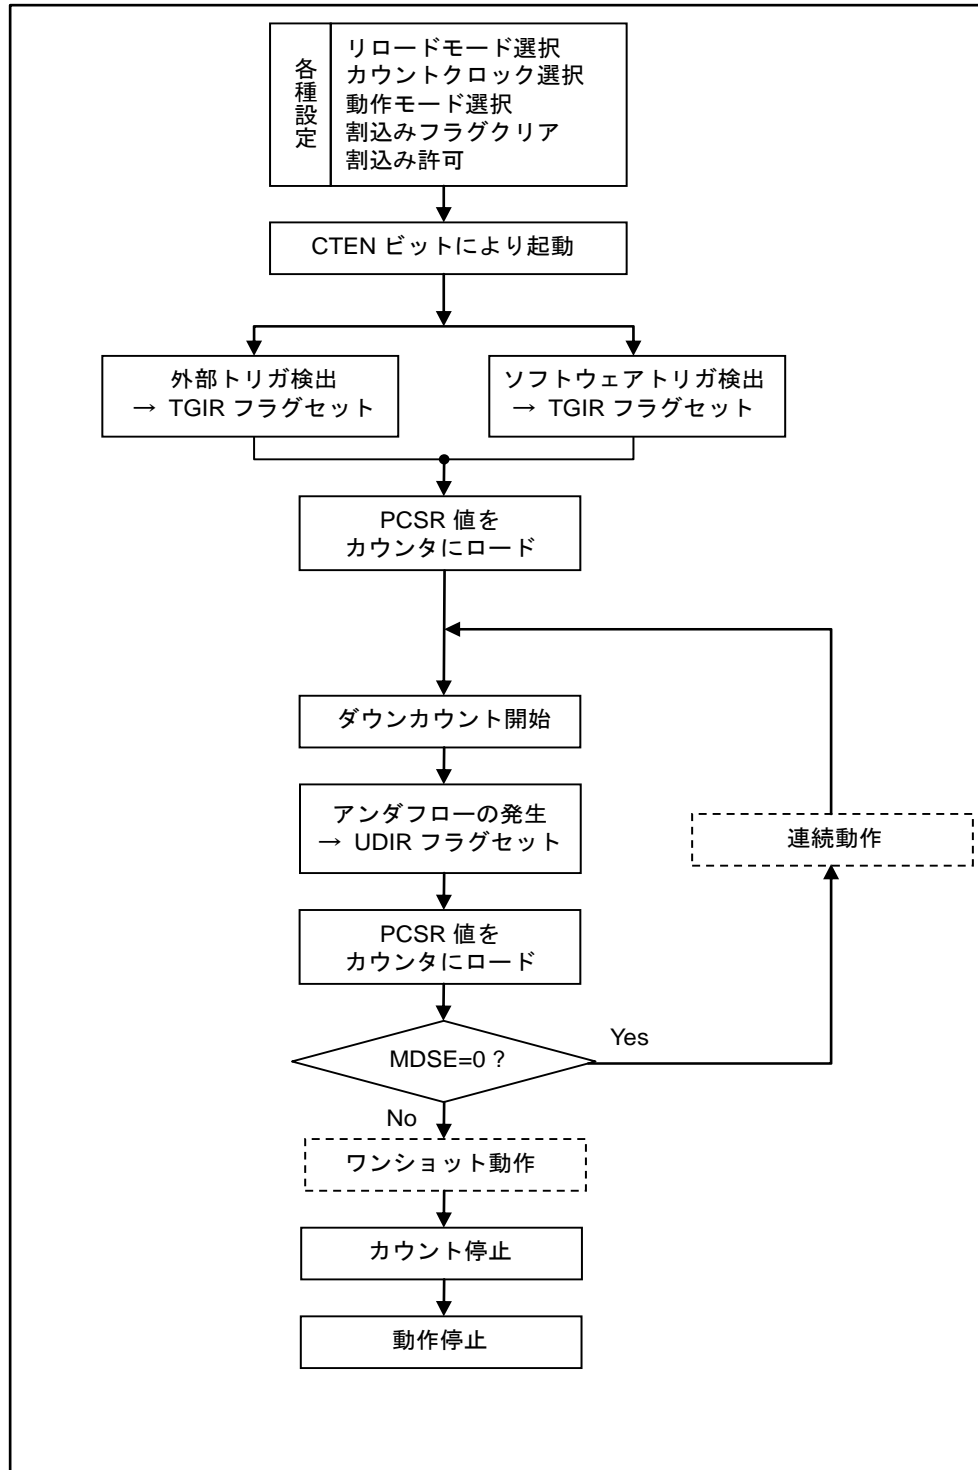 各種設定
リロードモード選択
カウントクロック選択
動作モード選択
割込みフラグクリア
割込み許可
CTEN ビットにより起動
外部トリガ検出
→ TGIR フラグセット
ソフトウェアトリガ検出
→ TGIR フラグセット
PCSR 値を
カウンタにロード
ダウンカウント開始
アンダフローの発生
→ UDIR フラグセット
連続動作
PCSR 値を
カウンタにロード
MDSE=0 ?
Yes
No
ワンショット動作
カウント停止
動作停止